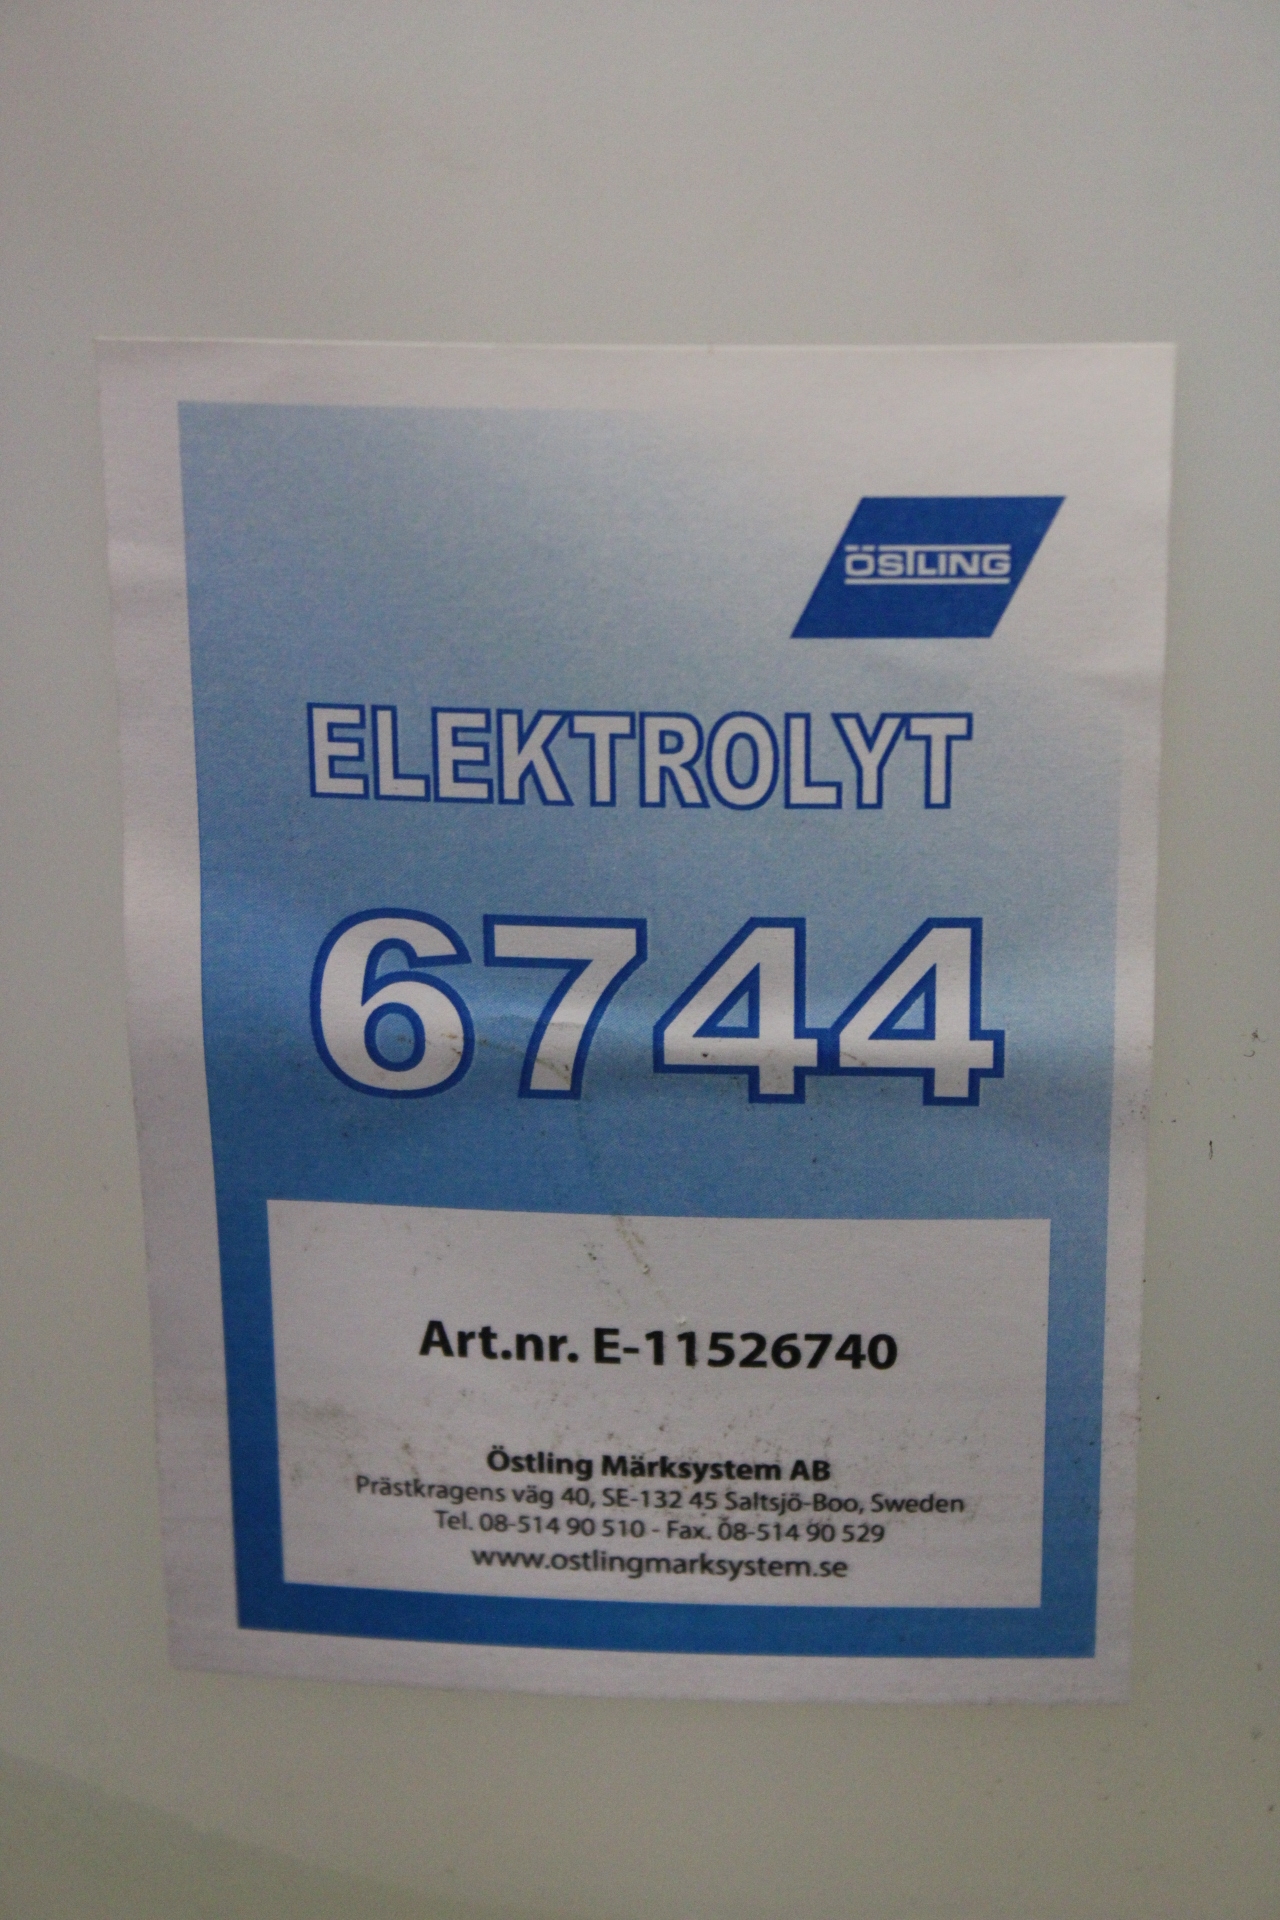 ÖSTLING
ELEKTROLYT
6744
Art.nr. E-11526740
Östling Märksystem AB
Prästkragens väg 40, SE-132 45 Saltsjö-Boo, Sweden
Tel. 08-514 90 510 - Fax. 08-514 90 529
www.ostlingmarksystem.se